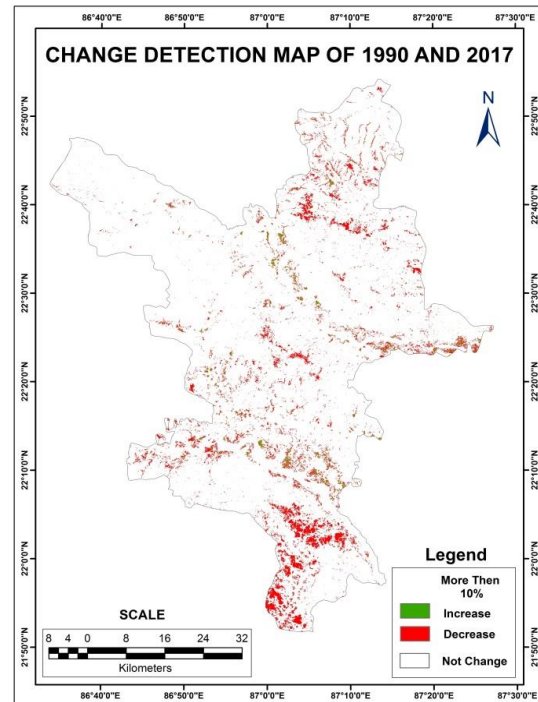 86°40'0"E 86°50'0"E 87°0'0"E 87°10'0"E 87°20'0"E 87°30'0"E
CHANGE DETECTION MAP OF 1990 AND 2017
N
22°50'0"N 22°50'0"N
22°40'0"N 22°40'0"N
22°30'0"N 22°30'0"N
22°20'0"N 22°20'0"N
22°10'0"N 22°10'0"N
22°0'0"N 22°0'0"N
21°50'0"N 21°50'0"N
Legend
More Then
10%
Increase
Decrease
Not Change
SCALE
8 4 0 8 16 24 32
Kilometers
86°40'0"E 86°50'0"E 87°0'0"E 87°10'0"E 87°20'0"E 87°30'0"E